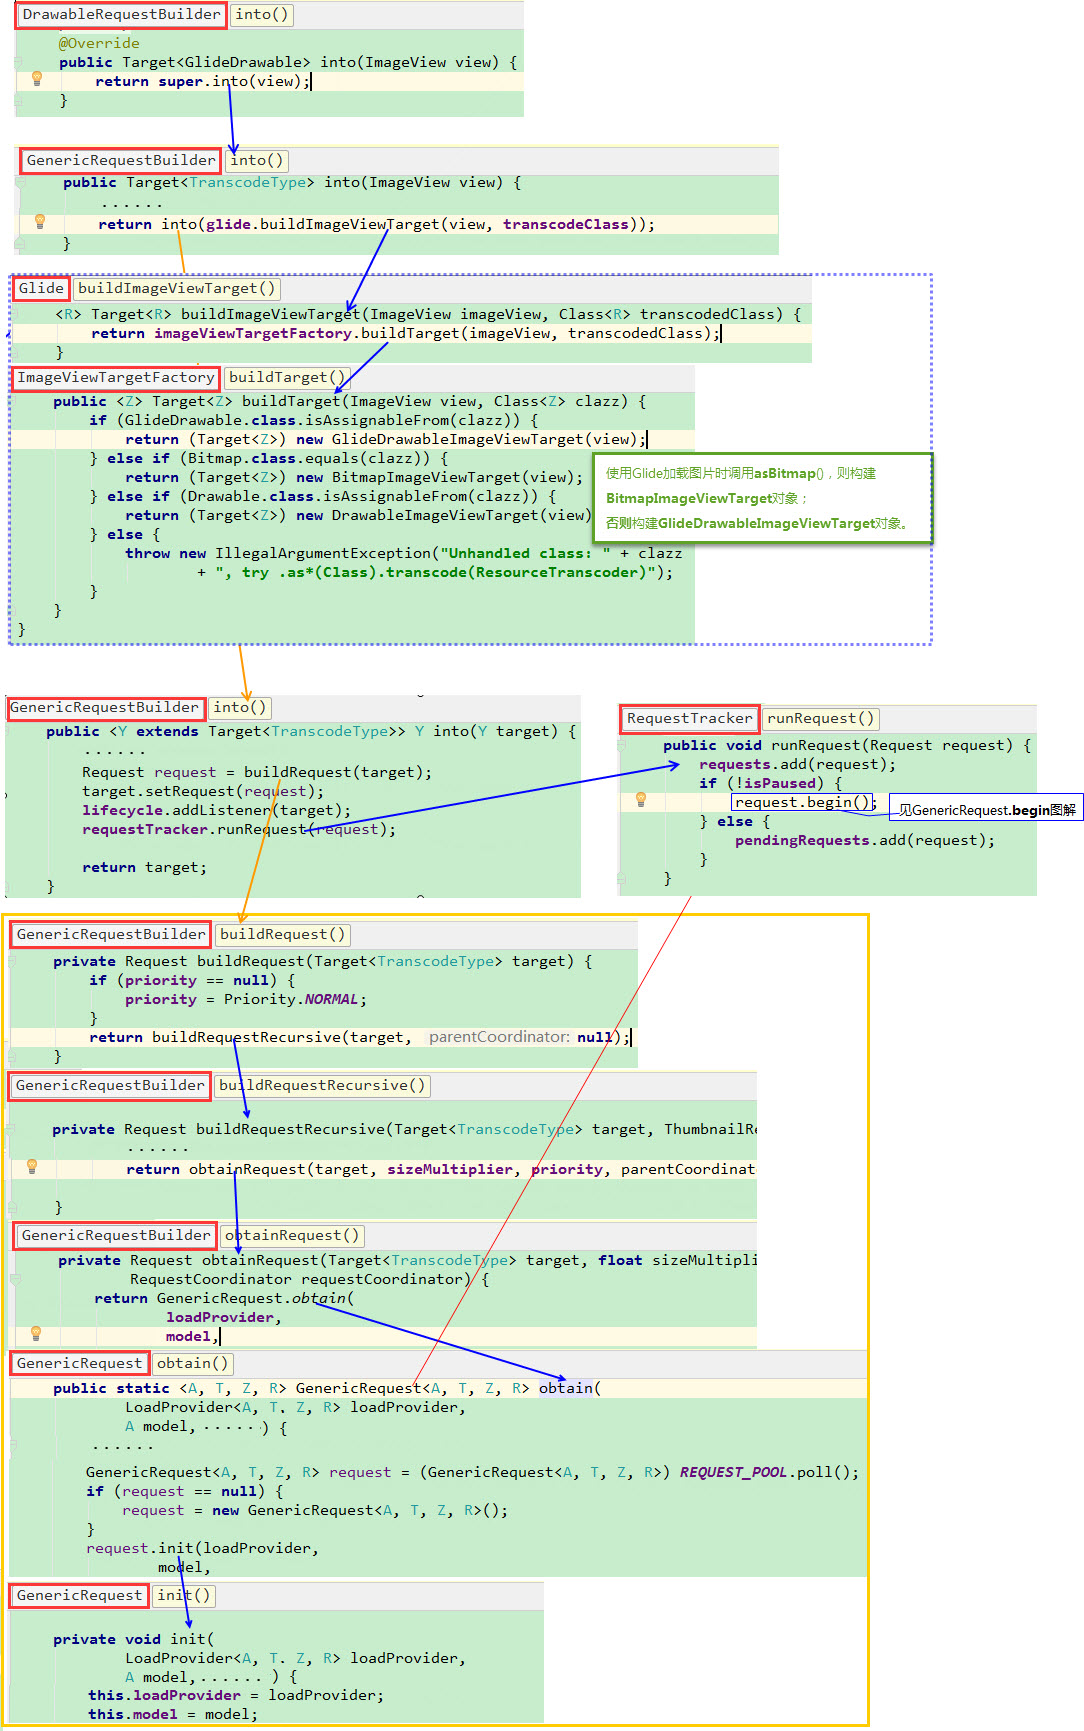 DrawableRequestBuilder into()
@Override
public Target<GlideDrawable> into(ImageView view) {
return super.into(view);
}
GenericRequestBuilder into()
public Target<TranscodeType> into(ImageView view) {
......
return into(glide.buildImageViewTarget(view, transcodeClass));
}
Glide buildImageViewTarget()
<R> Target<R> buildImageViewTarget(ImageView imageView, Class<R> transcodedClass) {
return imageViewTargetFactory.buildTarget(imageView, transcodedClass);
}
ImageViewTargetFactory buildTarget()
public <Z> Target<Z> buildTarget(ImageView view, Class<Z> clazz) {
if (GlideDrawable.class.isAssignableFrom(clazz)) {
return (Target<Z>) new GlideDrawableImageViewTarget(view);
} else if (Bitmap.class.equals(clazz)) {
return (Target<Z>) new BitmapImageViewTarget(view);
} else if (Drawable.class.isAssignableFrom(clazz)) {
return (Target<Z>) new DrawableImageViewTarget(view)
} else {
throw new IllegalArgumentException("Unhandled class: " + clazz
+ ", try .as*(Class).transcode(ResourceTranscoder)");
}
}
}
使用Glide加载图片时调用asBitmap()，则构建
BitmapImageViewTarget对象；
否则构建GlideDrawableImageViewTarget对象。
GenericRequestBuilder into()
public <Y extends Target<TranscodeType>> Y into(Y target) {
......
Request request = buildRequest(target);
target.setRequest(request);
lifecycle.addListener(target);
requestTracker.runRequest(request);
return target;
}
RequestTracker runRequest()
public void runRequest(Request request) {
requests.add(request);
if (!isPaused) {
request.begin();
} else {
pendingRequests.add(request);
}
}
见GenericRequest.begin图解
GenericRequestBuilder buildRequest()
private Request buildRequest(Target<TranscodeType> target) {
if (priority == null) {
priority = Priority.NORMAL;
}
return buildRequestRecursive(target, parentCoordinator: null);
}
GenericRequestBuilder buildRequestRecursive()
private Request buildRequestRecursive(Target<TranscodeType> target, ThumbnailRe
......
return obtainRequest(target, sizeMultiplier, priority, parentCoordinat
}
GenericRequestBuilder obtainRequest()
private Request obtainRequest(Target<TranscodeType> target, float sizeMultipli
RequestCoordinator requestCoordinator) {
return GenericRequest.obtain(
loadProvider,
model,
GenericRequest obtain()
public static <A, T, Z, R> GenericRequest<A, T, Z, R> obtain(
LoadProvider<A, T, Z, R> loadProvider,
A model, ......) {
......
GenericRequest<A, T, Z, R> request = (GenericRequest<A, T, Z, R>) REQUEST_POOL.poll();
if (request == null) {
request = new GenericRequest<A, T, Z, R>();
}
request.init(loadProvider,
model,
GenericRequest init()
private void init(
LoadProvider<A, T, Z, R> loadProvider,
A model, ...... ) {
this.loadProvider = loadProvider;
this.model = model;